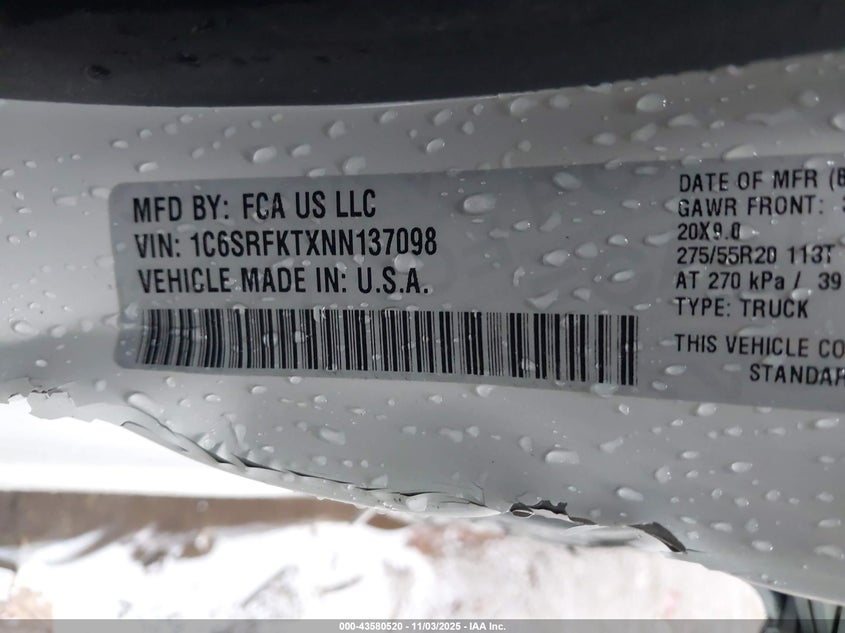 MFD BY: FCA US LLC
VIN: 1C6SRFKTXNN137098
VEHICLE MADE IN: U.S.A.
DATE OF MFR (B
GAWR FRONT:
20X9.0
275/55R20 113T
AT 270 kPa / 39
TYPE: TRUCK
THIS VEHICLE CO
STANDAR
000-43580520 - 11/03/2025 - IAA Inc.